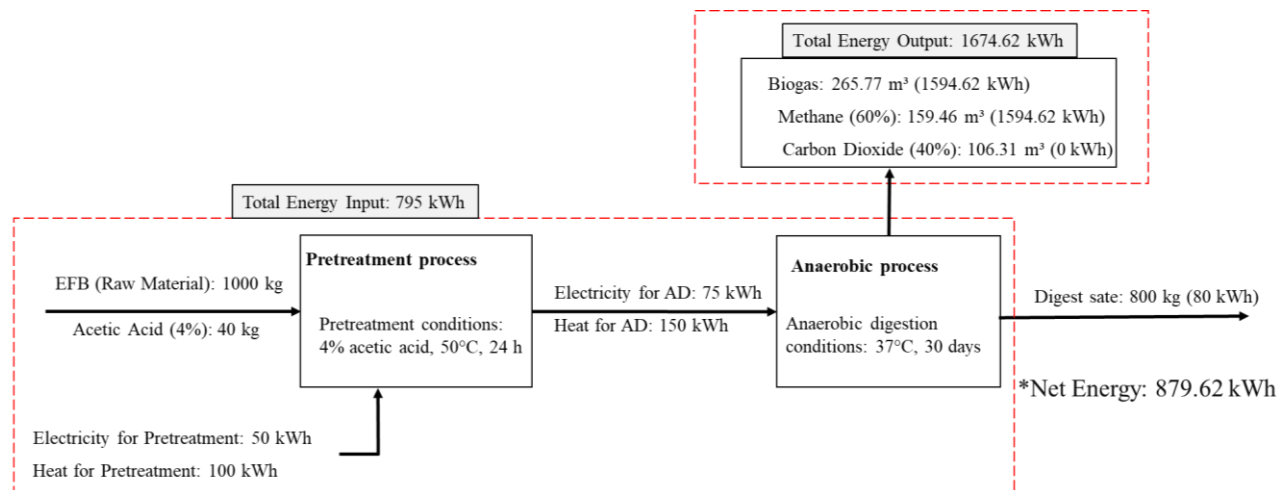 Total Energy Output: 1674.62 kWh
Biogas: 265.77 m³ (1594.62 kWh)
Methane (60%): 159.46 m³ (1594.62 kWh)
Carbon Dioxide (40%): 106.31 m³ (0 kWh)
Total Energy Input: 795 kWh
EFB (Raw Material): 1000 kg
Acetic Acid (4%): 40 kg
Pretreatment process
Pretreatment conditions:
4% acetic acid, 50°C, 24 h
Electricity for Pretreatment: 50 kWh
Heat for Pretreatment: 100 kWh
Electricity for AD: 75 kWh
Heat for AD: 150 kWh
Anaerobic process
Anaerobic digestion
conditions: 37°C, 30 days
Digest sate: 800 kg (80 kWh)
*Net Energy: 879.62 kWh